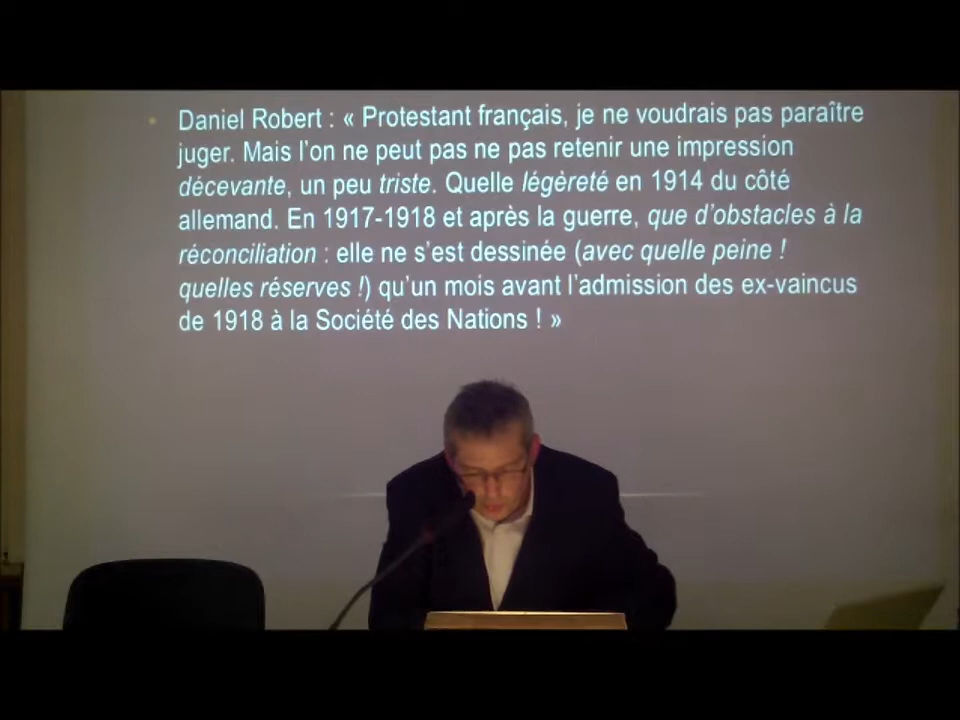 • Daniel Robert : « Protestant français, je ne voudrais pas paraître
juger. Mais l’on ne peut pas ne pas retenir une impression
décevante, un peu triste. Quelle légèreté en 1914 du côté
allemand. En 1917-1918 et après la guerre, que d’obstacles à la
réconciliation : elle ne s’est dessinée (avec quelle peine !
quelles réserves !) qu’un mois avant l’admission des ex-vaincus
de 1918 à la Société des Nations ! »